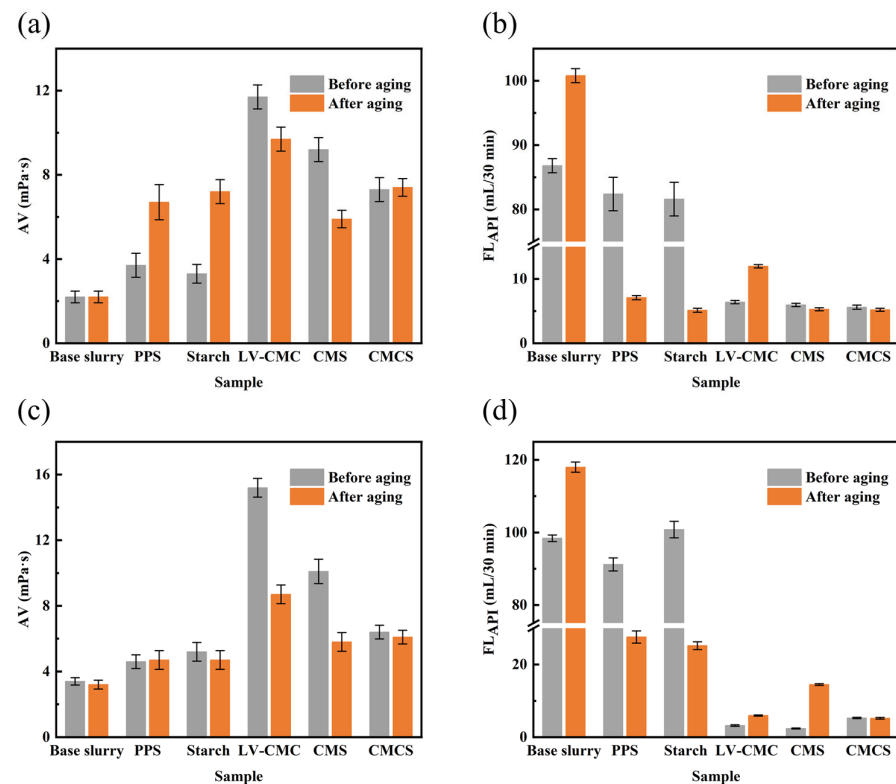 (a)
12
8
4
0
AV (mPa·s)
Before aging
After aging
Base slurry PPS Starch LV-CMC CMS CMCS
Sample
(b)
100
90
80
10
0
FLAPI (mL/30 min)
Before aging
After aging
Base slurry PPS Starch LV-CMC CMS CMCS
Sample
(c)
16
12
8
4
0
AV (mPa·s)
Before aging
After aging
Base slurry PPS Starch LV-CMC CMS CMCS
Sample
(d)
120
100
80
20
0
FLAPI (mL/30 min)
Before aging
After aging
Base slurry PPS Starch LV-CMC CMS CMCS
Sample